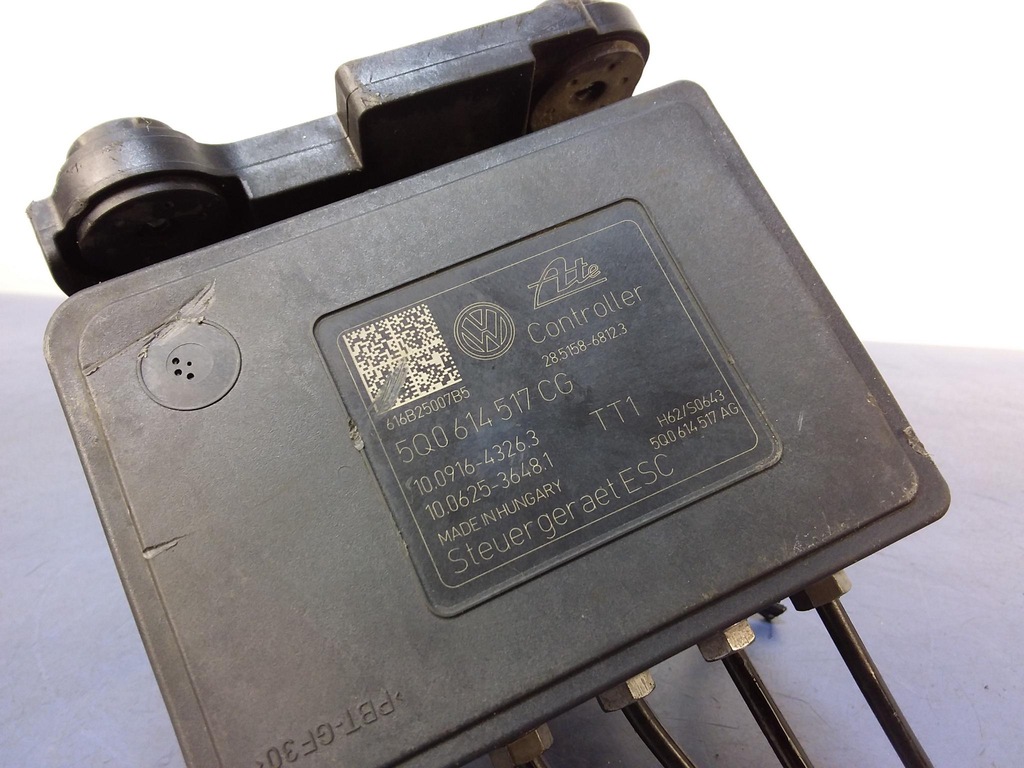 Ate
Controller
28.5158-6812.3
616B25007B5
5Q0 614 517 CG
TT1
H62/S0643
5Q0 614 517 AG
10.0916-4326.3
10.0625-3648.1
MADE IN HUNGARY
Steuergeraet ESC
>PBT-GF30<